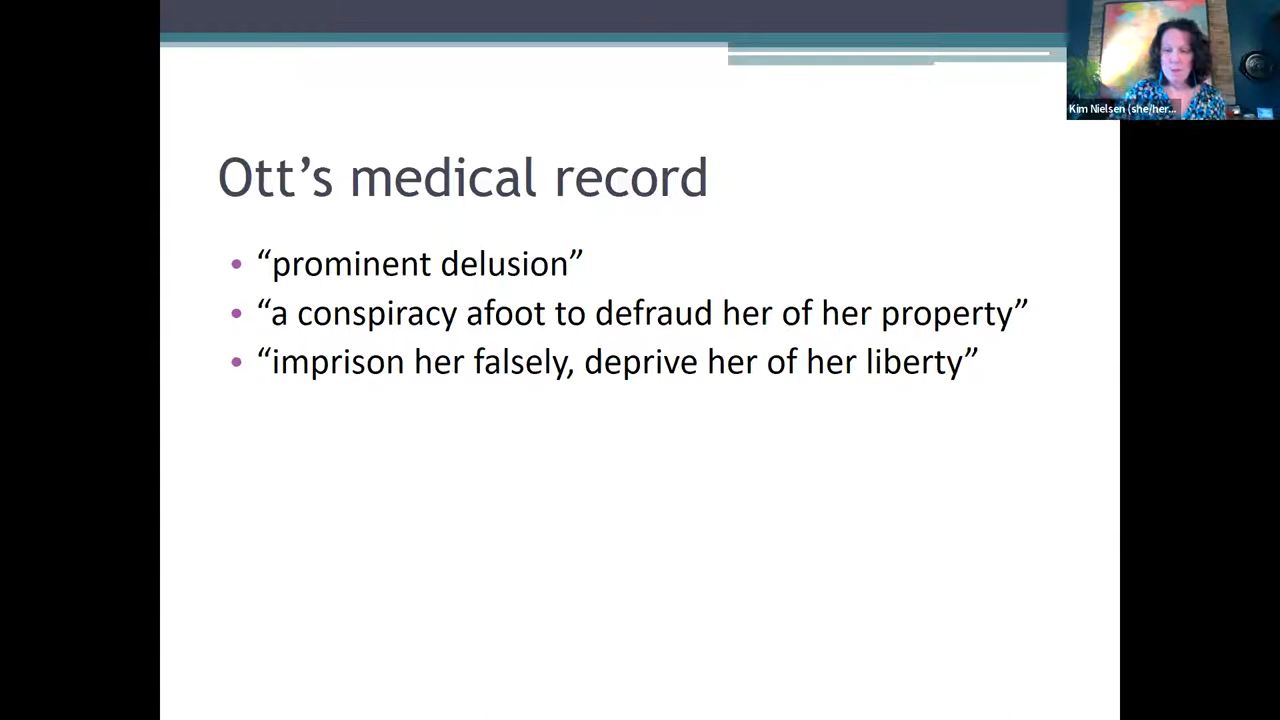 Kim Nielsen (she/her...
Ott’s medical record
• “prominent delusion”
• “a conspiracy afoot to defraud her of her property”
• “imprison her falsely, deprive her of her liberty”